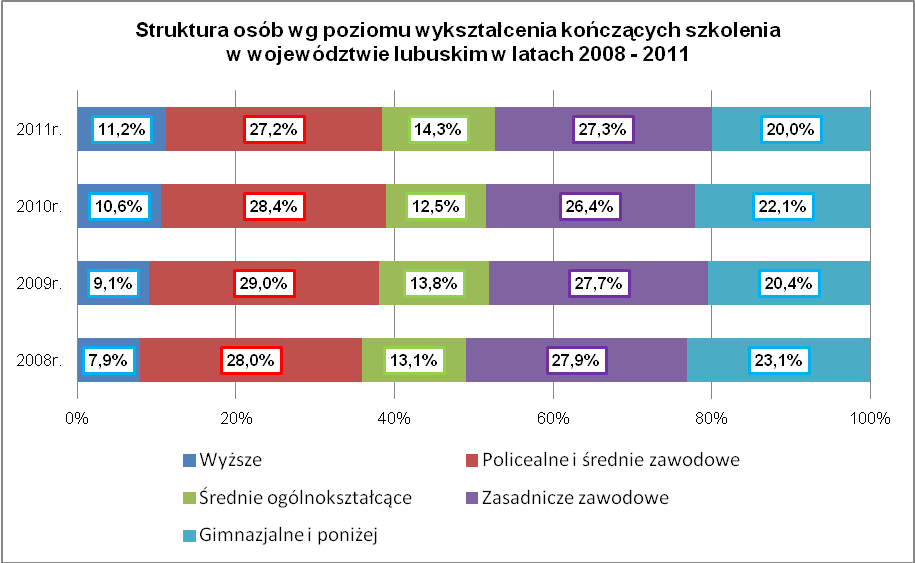 Struktura osób wg poziomu wykształcenia kończących szkolenia
w województwie lubuskim w latach 2008 - 2011
2011r.
11,2%
27,2%
14,3%
27,3%
20,0%
2010r.
10,6%
28,4%
12,5%
26,4%
22,1%
2009r.
9,1%
29,0%
13,8%
27,7%
20,4%
2008r.
7,9%
28,0%
13,1%
27,9%
23,1%
0%
20%
40%
60%
80%
100%
Wyższe
Policealne i średnie zawodowe
Średnie ogólnokształcące
Zasadnicze zawodowe
Gimnazjalne i poniżej